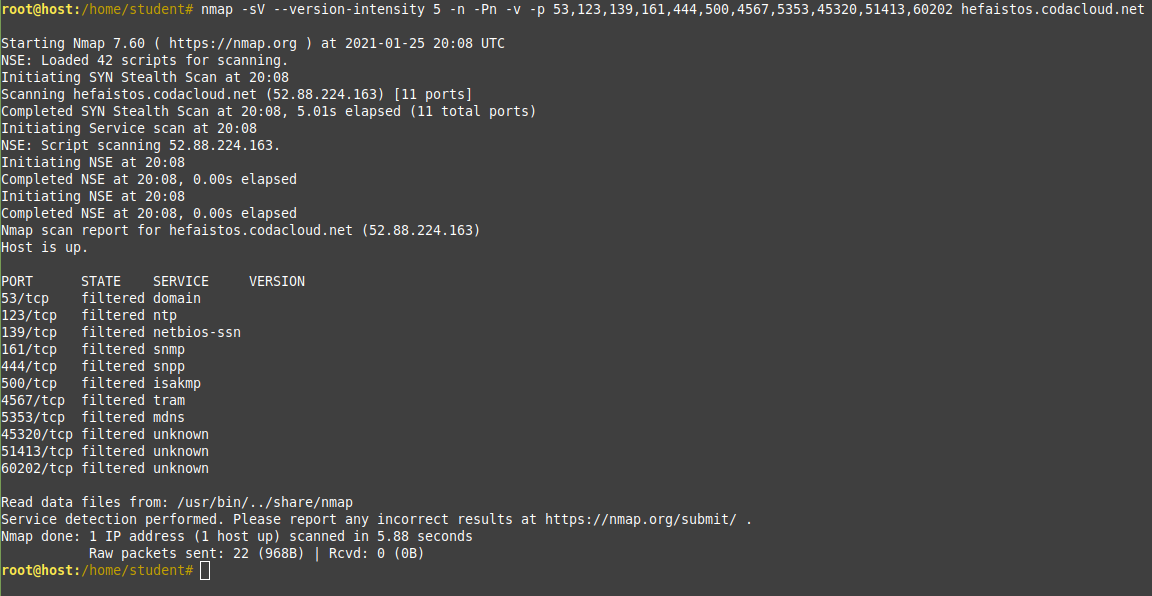 root@host:/home/student# nmap -sV --version-intensity 5 -n -Pn -v -p 53,123,139,161,444,500,4567,5353,45320,51413,60202 hefaistos.codacloud.net
Starting Nmap 7.60 ( https://nmap.org ) at 2021-01-25 20:08 UTC
NSE: Loaded 42 scripts for scanning.
Initiating SYN Stealth Scan at 20:08
Scanning hefaistos.codacloud.net (52.88.224.163) [11 ports]
Completed SYN Stealth Scan at 20:08, 5.01s elapsed (11 total ports)
Initiating Service scan at 20:08
NSE: Script scanning 52.88.224.163.
Initiating NSE at 20:08
Completed NSE at 20:08, 0.00s elapsed
Initiating NSE at 20:08
Completed NSE at 20:08, 0.00s elapsed
Nmap scan report for hefaistos.codacloud.net (52.88.224.163)
Host is up.
PORT      STATE    SERVICE     VERSION
53/tcp    filtered domain
123/tcp   filtered ntp
139/tcp   filtered netbios-ssn
161/tcp   filtered snmp
444/tcp   filtered snpp
500/tcp   filtered isakmp
4567/tcp  filtered tram
5353/tcp  filtered mdns
45320/tcp filtered unknown
51413/tcp filtered unknown
60202/tcp filtered unknown
Read data files from: /usr/bin/../share/nmap
Service detection performed. Please report any incorrect results at https://nmap.org/submit/ .
Nmap done: 1 IP address (1 host up) scanned in 5.88 seconds
           Raw packets sent: 22 (968B) | Rcvd: 0 (0B)
root@host:/home/student#